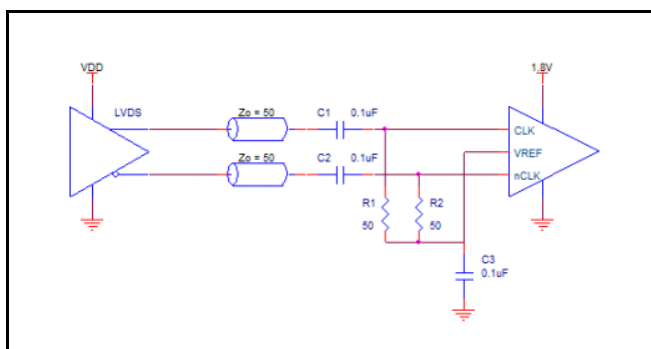 VDD
1.8V
LVDS
Zo = 50
C1
0.1uF
CLK
Zo = 50
VREF
C2
0.1uF
nCLK
R1
R2
50
50
C3
0.1uF